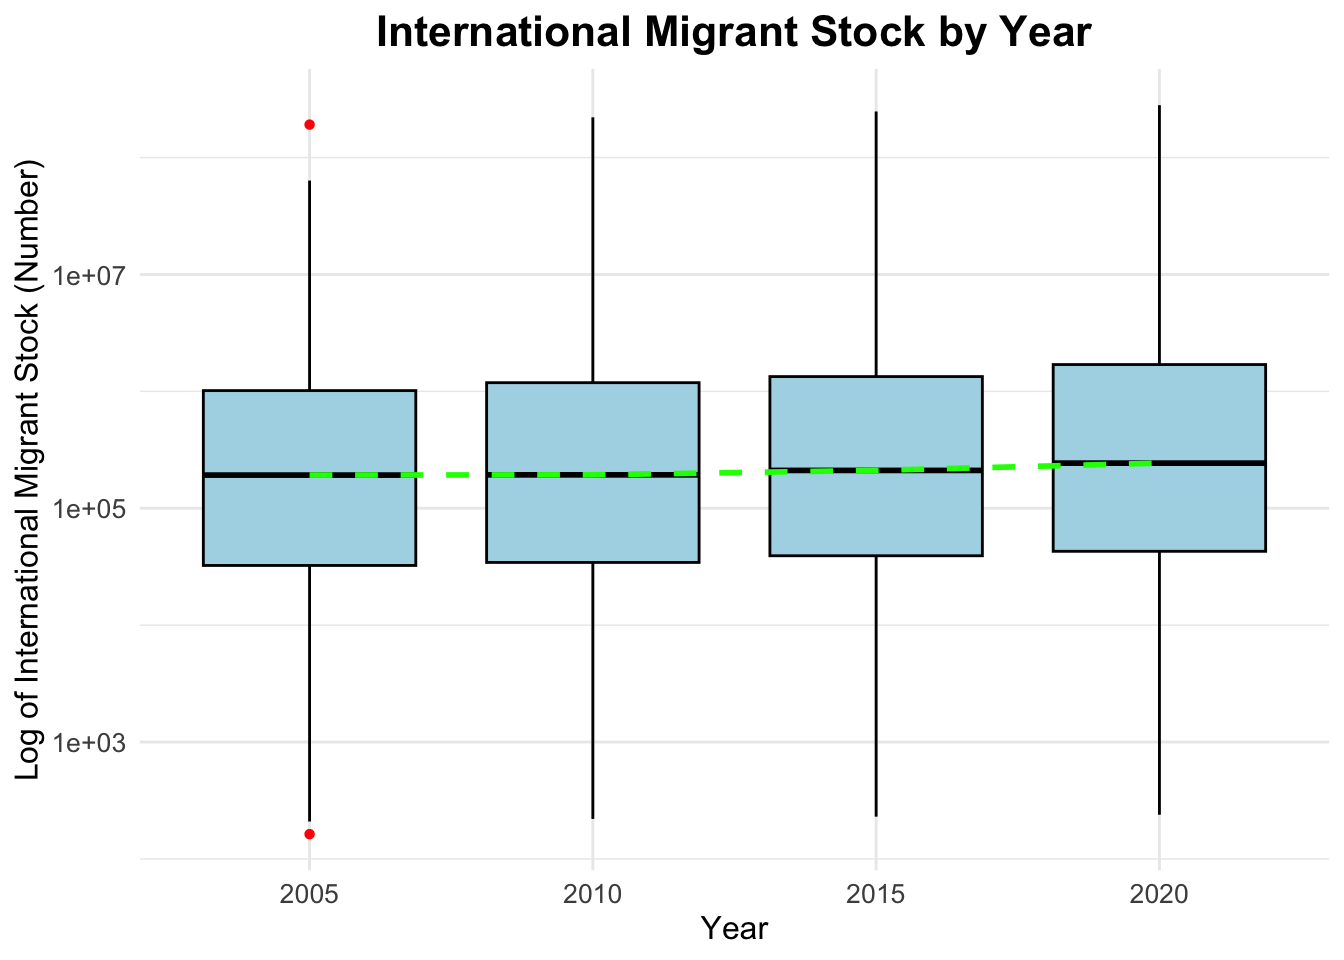 International Migrant Stock by Year
Log of International Migrant Stock (Number)
1e+07
1e+05
1e+03
2005
2010
2015
2020
Year